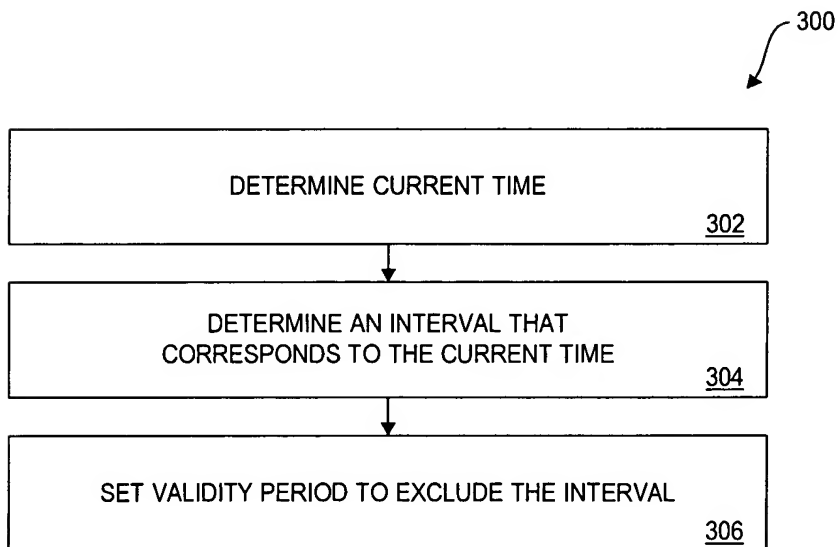 300
DETERMINE CURRENT TIME
302
DETERMINE AN INTERVAL THAT
CORRESPONDS TO THE CURRENT TIME
304
SET VALIDITY PERIOD TO EXCLUDE THE INTERVAL
306